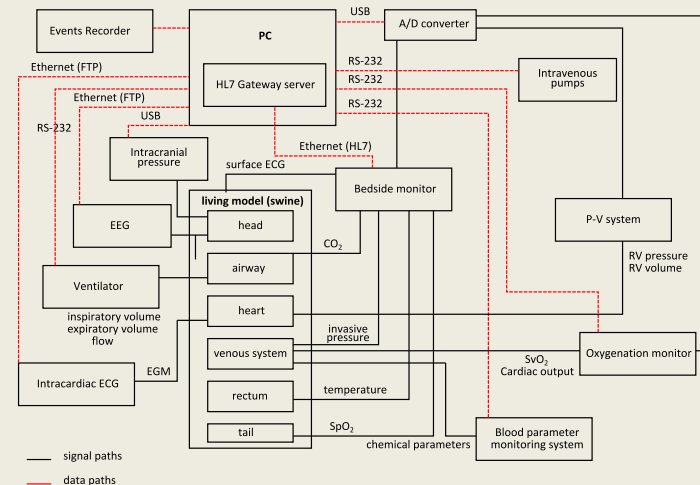 USB
A/D converter
Events Recorder
PC
RS-232
Ethernet (FTP)
Intravenous
pumps
HL7 Gateway server
RS-232
Ethernet (FTP)
RS-232
USB
RS-232
Ethernet (HL7)
Intracranial
pressure
surface ECG
Bedside monitor
living model (swine)
EEG
head
P-V system
CO2
RV pressure
RV volume
airway
Ventilator
inspiratory volume
expiratory volume
flow
heart
invasive
pressure
venous system
Oxygenation monitor
SvO2
Cardiac output
EGM
Intracardiac ECG
rectum
temperature
tail
SpO2
chemical parameters
Blood parameter
monitoring system
signal paths
data paths